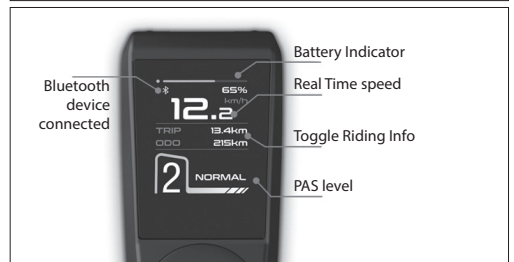 Battery Indicator
Bluetooth
device
connected
65%
Real Time speed
km/h
12.2
TRIP 13.4km
Toggle Riding Info
ODO 215km
2 NORMAL
PAS level